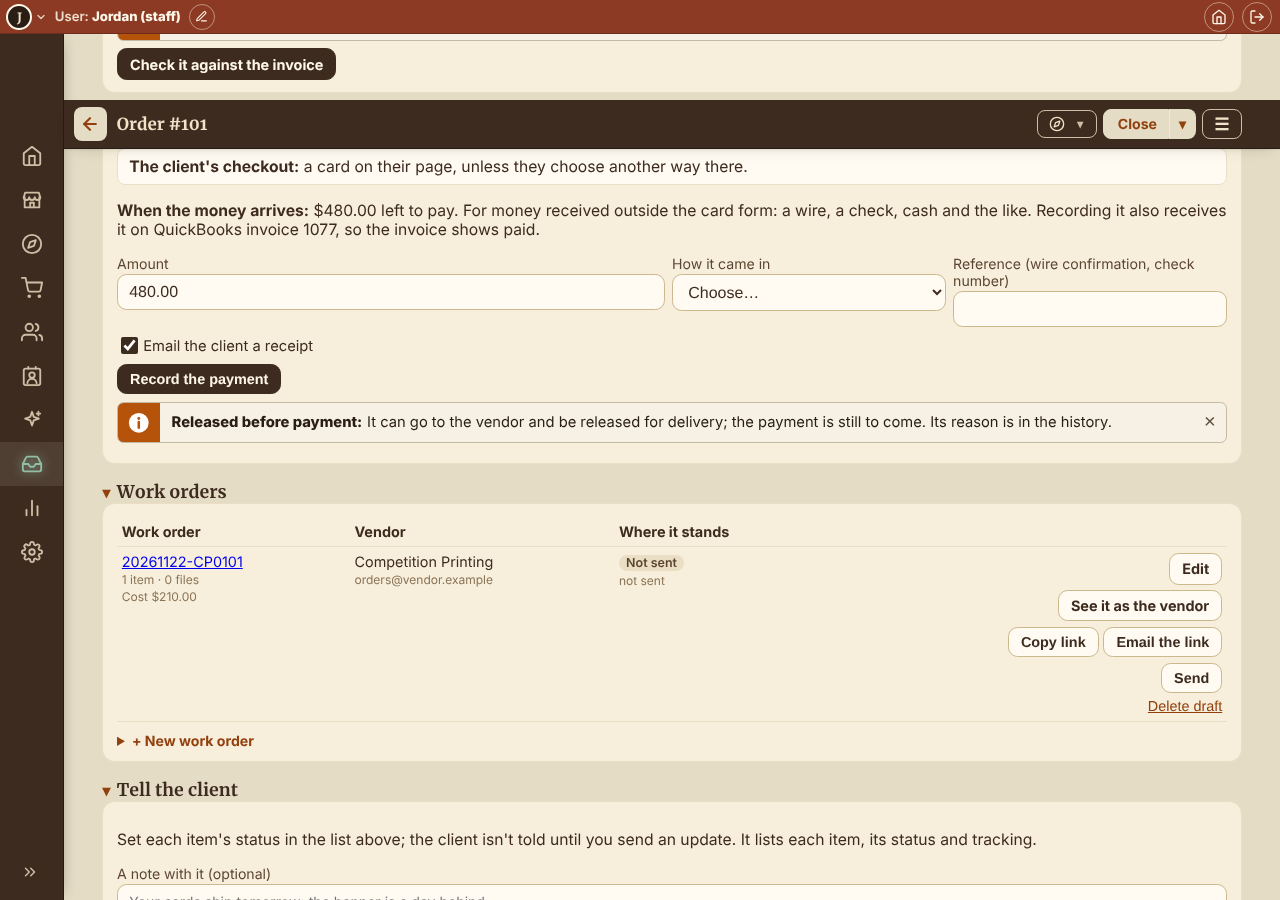 J
User: Jordan (staff)
Check it against the invoice
Order #101
Close
The client's checkout: a card on their page, unless they choose another way there.
When the money arrives: $480.00 left to pay. For money received outside the card form: a wire, a check, cash and the like. Recording it also receives
it on QuickBooks invoice 1077, so the invoice shows paid.
Amount
How it came in
Reference (wire confirmation, check
number)
480.00
Choose...
Email the client a receipt
Record the payment
Released before payment: It can go to the vendor and be released for delivery; the payment is still to come. Its reason is in the history.
Work orders
Work order
Vendor
Where it stands
20261122-CP0101
Competition Printing
Not sent
Edit
1 item · 0 files
orders@vendor.example
not sent
Cost $210.00
See it as the vendor
Copy link
Email the link
Send
Delete draft
+ New work order
Tell the client
Set each item's status in the list above; the client isn't told until you send an update. It lists each item, its status and tracking.
A note with it (optional)
Your cards ship tomorrow, the banner is a day behind.